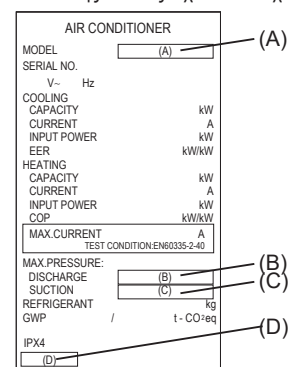 AIR CONDITIONER
MODEL (A) (A)
SERIAL NO.
V~ Hz
COOLING
CAPACITY kW
CURRENT A
INPUT POWER kW
EER kW/kW
HEATING
CAPACITY kW
CURRENT A
INPUT POWER kW
COP kW/kW
MAX.CURRENT A
TEST CONDITION:EN60335-2-40
MAX.PRESSURE:
DISCHARGE (B) (B)
SUCTION (C) (C)
REFRIGERANT kg
GWP / t - CO2eq
IPX4
(D) (D)